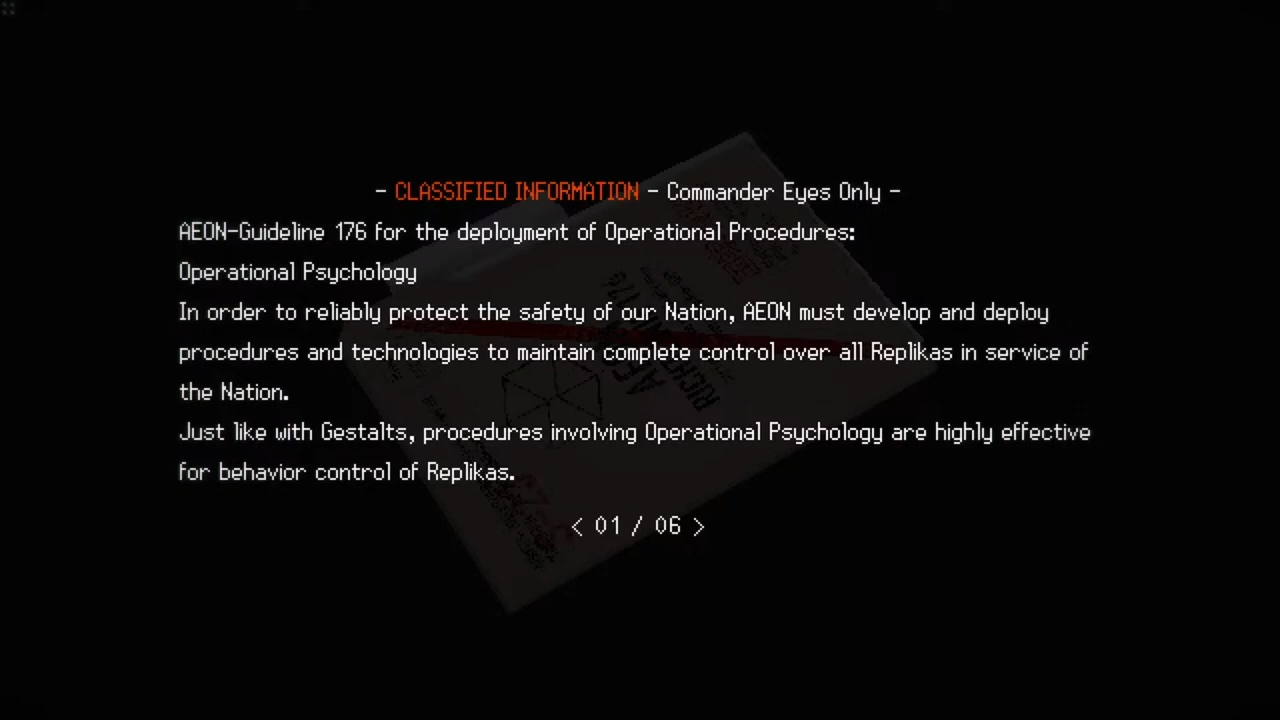 - CLASSIFIED INFORMATION - Commander Eyes Only -
AEON-Guideline 176 for the deployment of Operational Procedures:
Operational Psychology
In order to reliably protect the safety of our Nation, AEON must develop and deploy
procedures and technologies to maintain complete control over all Replikas in service of
the Nation.
Just like with Gestalts, procedures involving Operational Psychology are highly effective
for behavior control of Replikas.
< 01 / 06 >